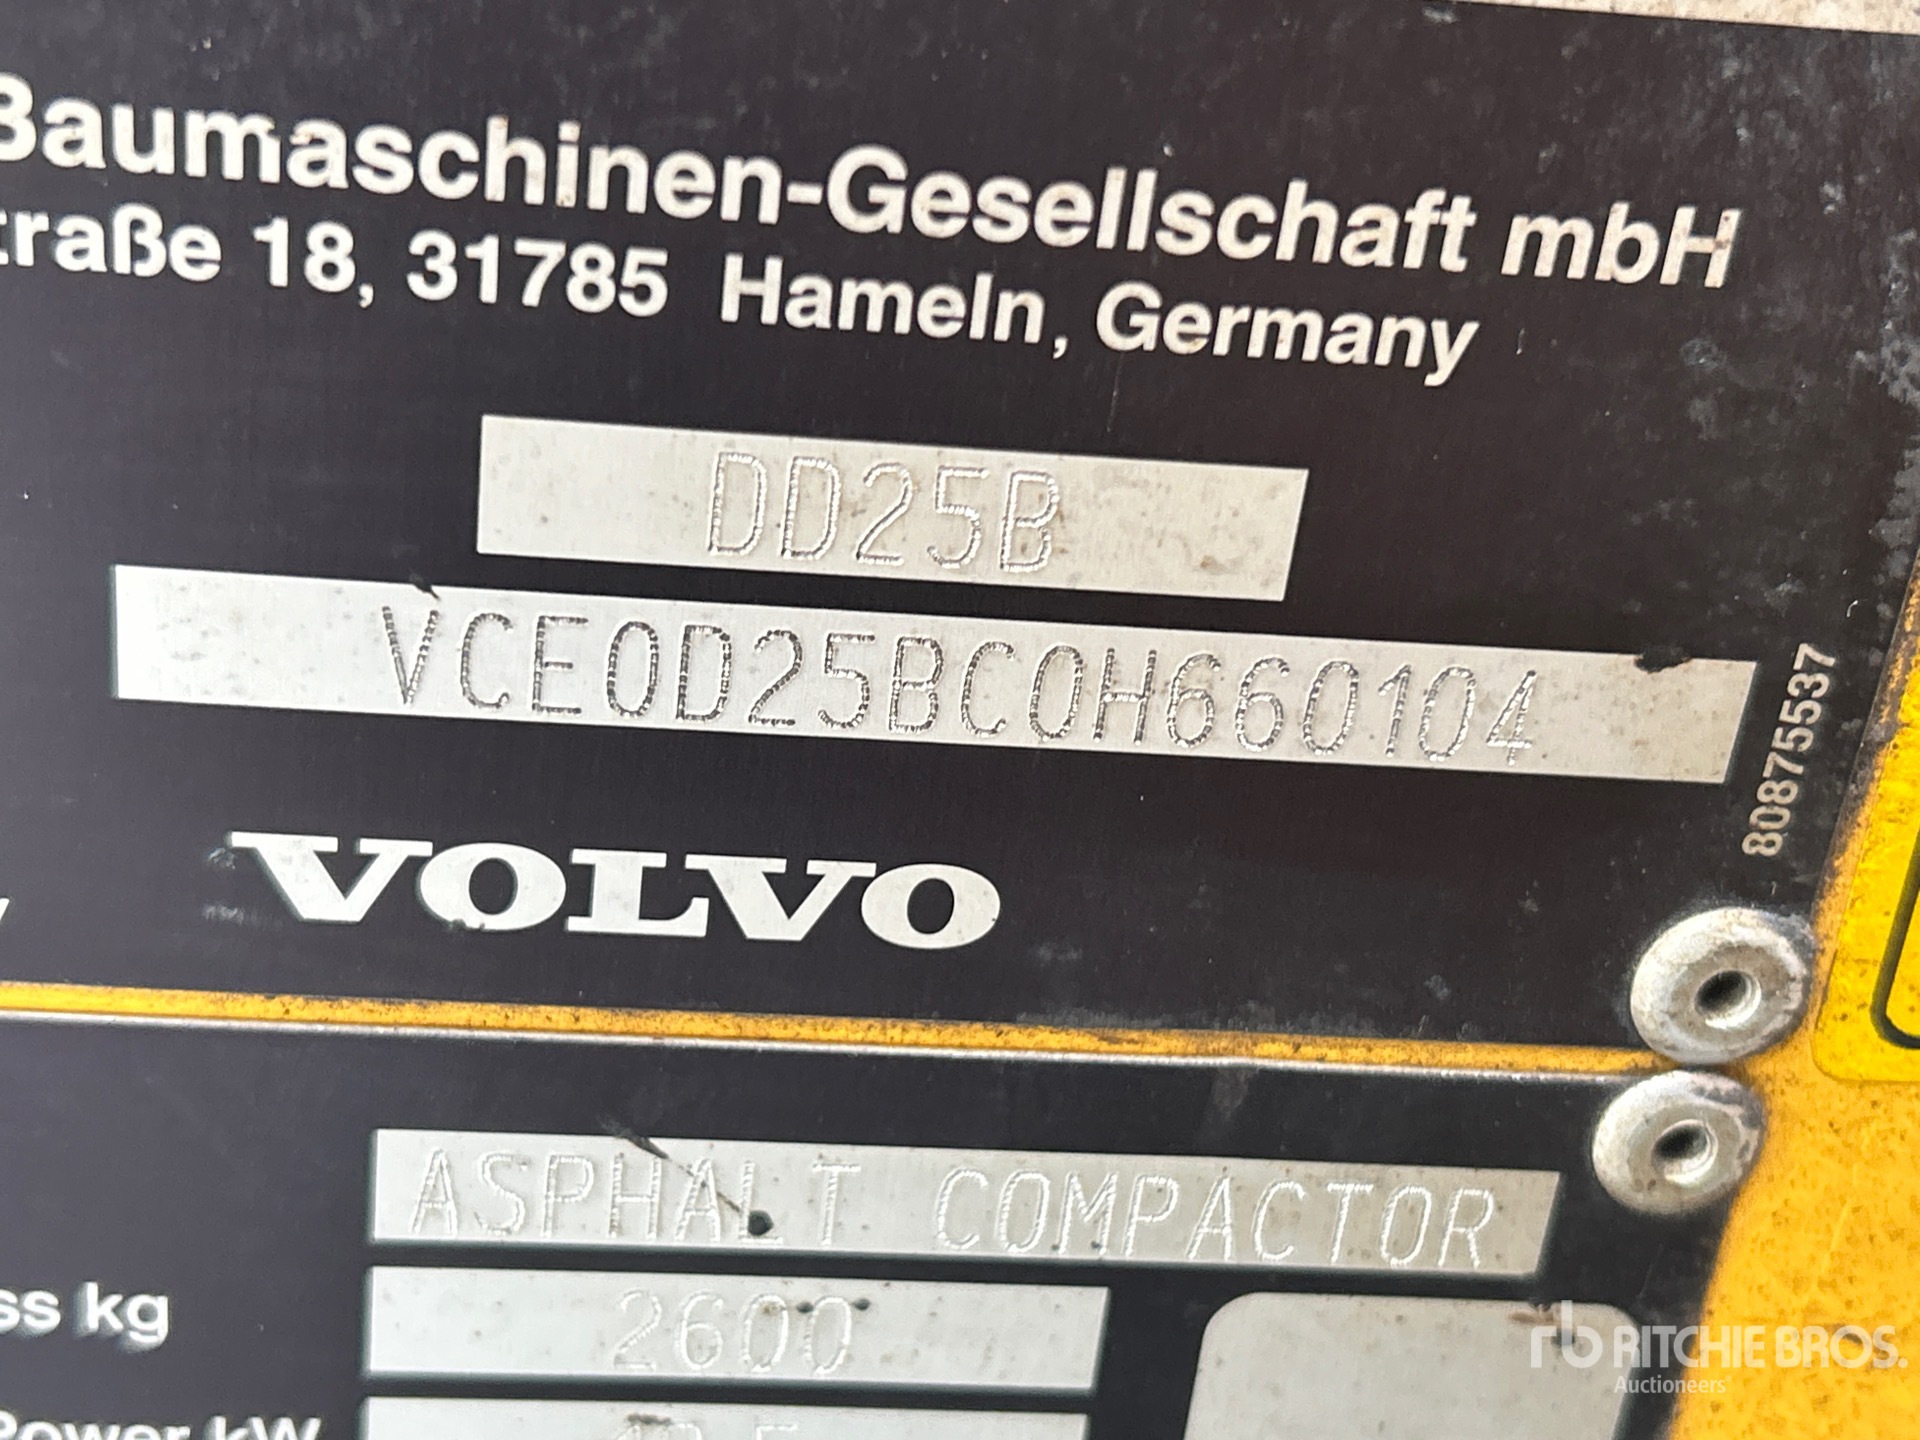 Baumaschinen-Gesellschaft mbH
traße 18, 31785 Hameln, Germany
DD25B
VCE0D25BC0H660104
80875537
VOLVO
ASPHALT COMPACTOR
ss kg 2600
Power kW
rb RITCHIE BROS.
Auctioneers